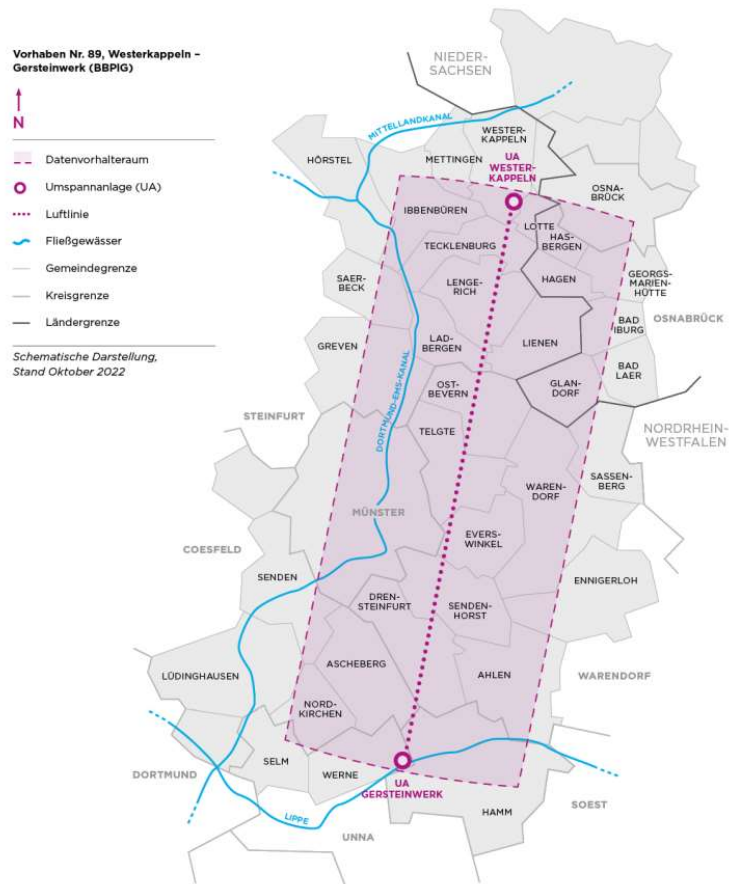 Vorhaben Nr. 89, Westerkappeln –
Gersteinwerk (BBPlG)
N
Datenvorhalteraum
Umspannanlage (UA)
Luftlinie
Fließgewässer
Gemeindegrenze
Kreisgrenze
Ländergrenze
Schematische Darstellung,
Stand Oktober 2022
NIEDER-
SACHSEN
MITTELLANDKANAL
WESTER-
KAPPELN
HÖRSTEL
METTINGEN
UA
WESTER-
KAPPELN
OSNA-
BRÜCK
IBBENBÜREN
LOTTE
HAS-
BERGEN
TECKLENBURG
SAER-
BECK
LENGE-
RICH
HAGEN
GEORGS-
MARIEN-
HÜTTE
BAD
IBURG
OSNABRÜCK
GREVEN
LAD-
BERGEN
LIENEN
BAD
LAER
DORTMUND-EMS-KANAL
OST-
BEVERN
GLAN-
DORF
STEINFURT
TELGTE
NORDRHEIN-
WESTFALEN
SASSEN-
BERG
WAREN-
DORF
MÜNSTER
EVERS-
WINKEL
COESFELD
SENDEN
ENNIGERLOH
DREN-
STEINFURT
SENDEN-
HORST
LÜDINGHAUSEN
ASCHEBERG
AHLEN
WARENDORF
NORD-
KIRCHEN
SELM
WERNE
DORTMUND
UA
GERSTEINWERK
SOEST
HAMM
LIPPE
UNNA